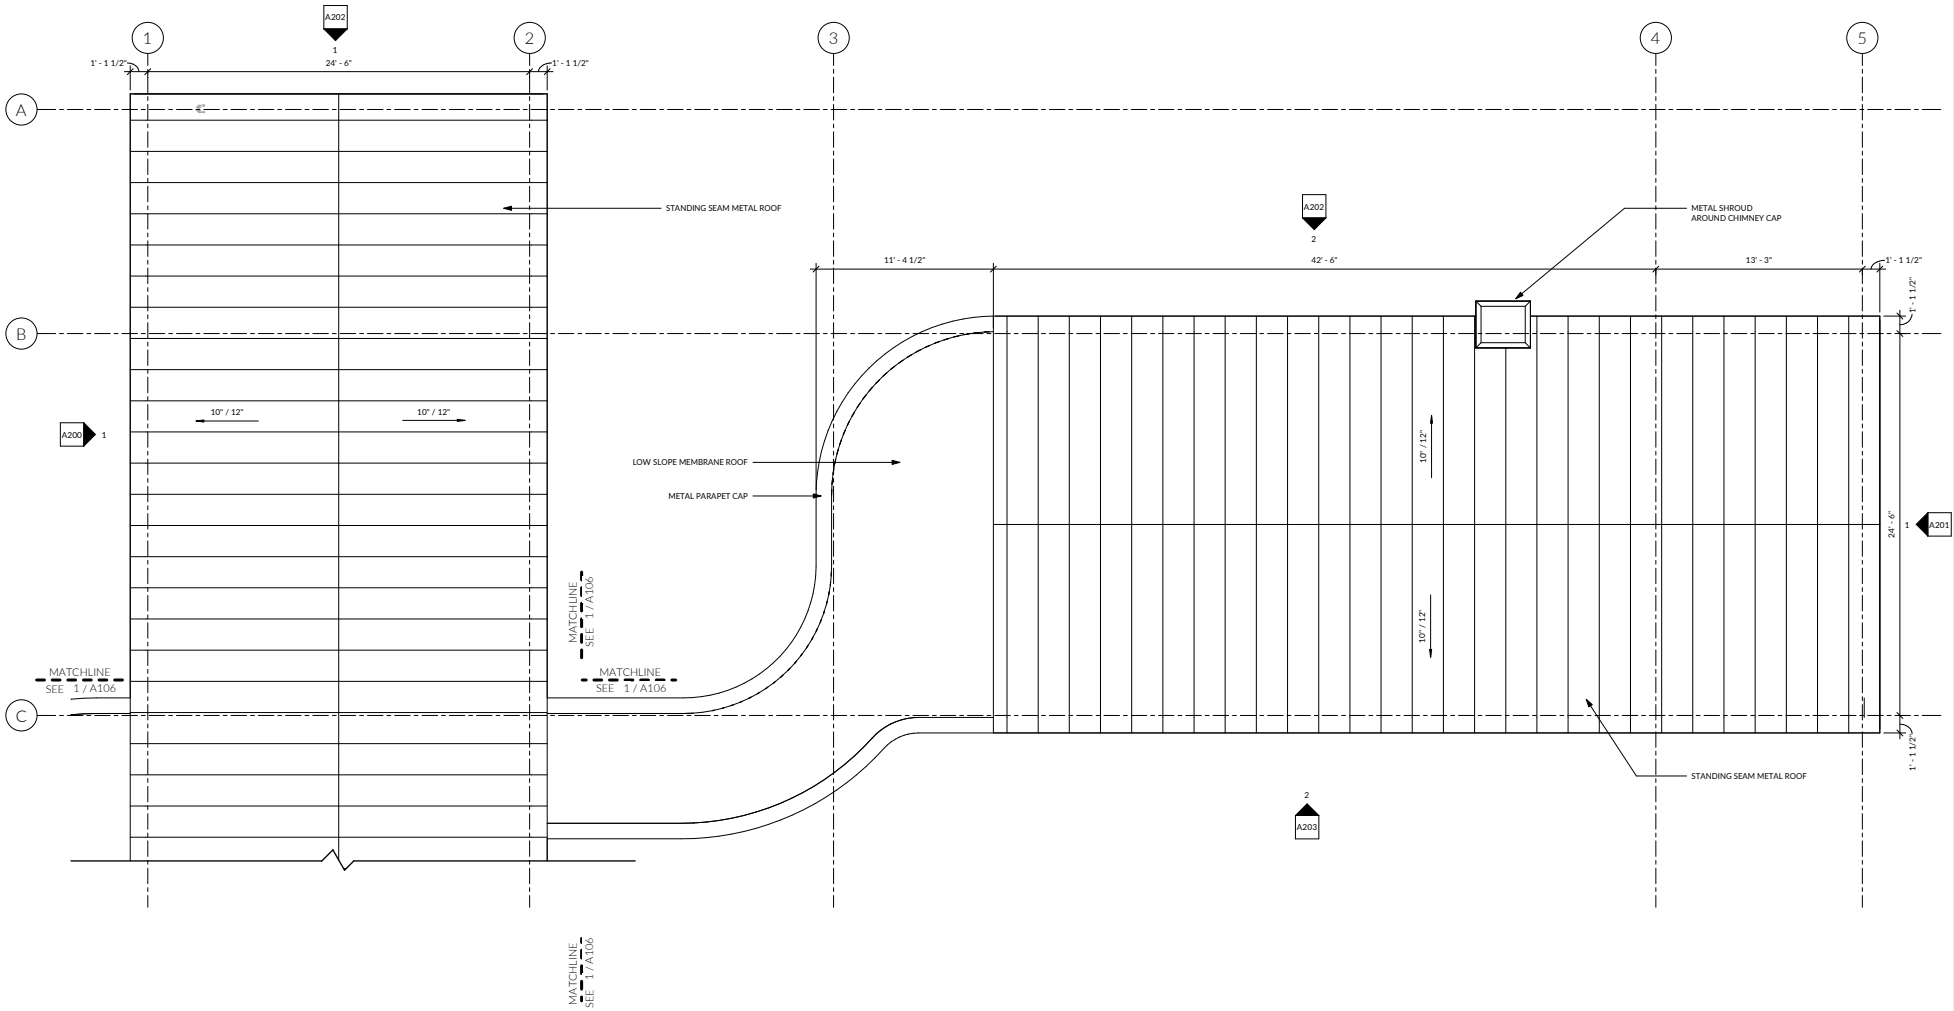 A202
1
1
2
3
4
5
1' - 1 1/2"
24' - 6"
1' - 1 1/2"
A
STANDING SEAM METAL ROOF
A202
2
METAL SHROUD
AROUND CHIMNEY CAP
11' - 4 1/2"
42' - 6"
13' - 3"
1' - 1 1/2"
1' - 1 1/2"
B
10" / 12"
10" / 12"
A200
1
10" / 12"
LOW SLOPE MEMBRANE ROOF
METAL PARAPET CAP
24' - 6"
1
A201
MATCHLINE
SEE 1 / A106
10" / 12"
MATCHLINE
SEE 1 / A106
MATCHLINE
SEE 1 / A106
C
1' - 1 1/2"
STANDING SEAM METAL ROOF
2
A203
MATCHLINE
SEE 1 / A106